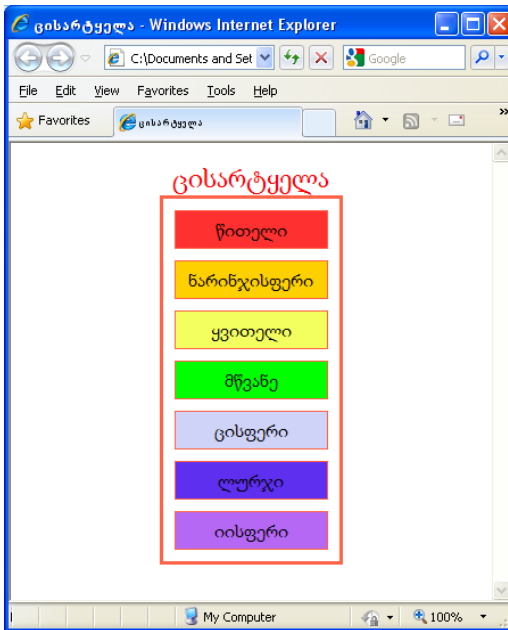 ცისარტყელა - Windows Internet Explorer
C:\Documents and Set
Google
File Edit View Favorites Tools Help
Favorites ცისარტყელა
»
ცისარტყელა
წითელი
ნარინჯისფერი
ყვითელი
მწვანე
ცისფერი
ლურჯი
იისფერი
My Computer 100%